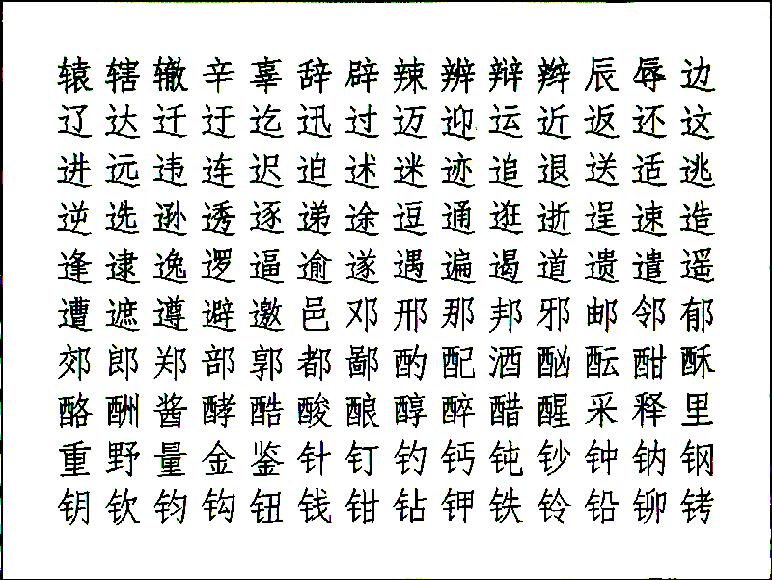 辕 辖 辙 辛 辜 辞 辟 辣 辨 辩 辫 辰 辱 边
辽 达 迁 迂 迄 迅 过 迈 迎 运 近 返 还 这
进 远 违 连 迟 迫 述 迷 迹 追 退 送 适 逃
逆 选 逊 透 逐 递 途 逗 通 逛 逝 逞 速 造
逢 逮 逸 逻 逼 逾 遂 遇 遍 遏 道 遗 遣 遥
遭 遮 遵 避 邀 邑 邓 邢 那 邦 邪 邮 邻 郁
郊 郎 郑 部 郭 都 鄙 酌 配 酒 酗 酝 酣 酥
酪 酬 酱 酵 酷 酸 酿 醇 醉 醋 醒 采 释 里
重 野 量 金 鉴 针 钉 钓 钙 钝 钞 钟 钠 钢
钥 钦 钧 钩 钮 钱 钳 钻 钾 铁 铃 铅 铆 铐